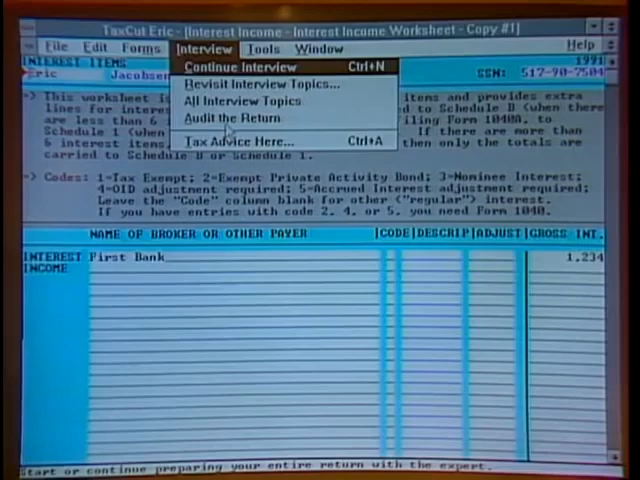 TaxCut Eric - [Interest Income - Interest Income Worksheet - Copy #1]
File Edit Forms Interview Tools Window Help
INTEREST ITEMS 1991
Eric Jacobsen SSN: 517-90-7504
Continue Interview Ctrl+N
Revisit Interview Topics...
All Interview Topics
Audit the Return
Tax Advice Here... Ctrl+A
=> This worksheet items and provides extra
lines for interes to Schedule B (when
are less than 6 i filing Form 1040A, to
Schedule 1 (when If there are more than
6 interest items, then only the totals are
carried to Schedule B or Schedule 1.
=> Codes: 1=Tax Exempt; 2=Exempt Private Activity Bond; 3=Nominee Interest;
4=OID adjustment required; 5=Accrued Interest adjustment required;
Leave the "Code" column blank for other ("regular") interest.
If you have entries with code 2, 4, or 5, you need Form 1040.
NAME OF BROKER OR OTHER PAYER |CODE|DESCRIP|ADJUST|GROSS INT.
INTEREST First Bank 1,234
INCOME
Start or continue preparing your entire return with the expert.